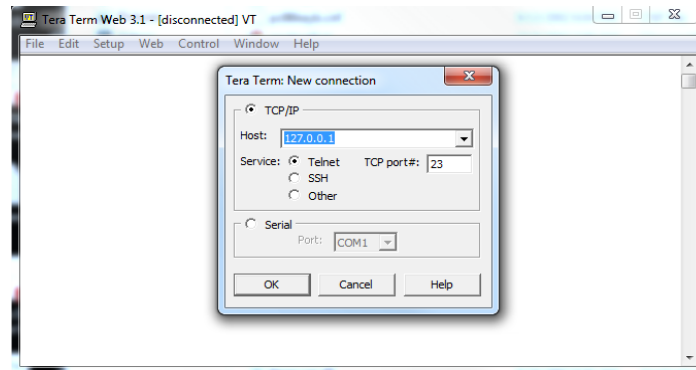 Tera Term Web 3.1 - [disconnected] VT
File Edit Setup Web Control Window Help
Tera Term: New connection
TCP/IP
Host: 127.0.0.1
Service: Telnet TCP port#: 23
SSH
Other
Serial
Port: COM1
OK Cancel Help